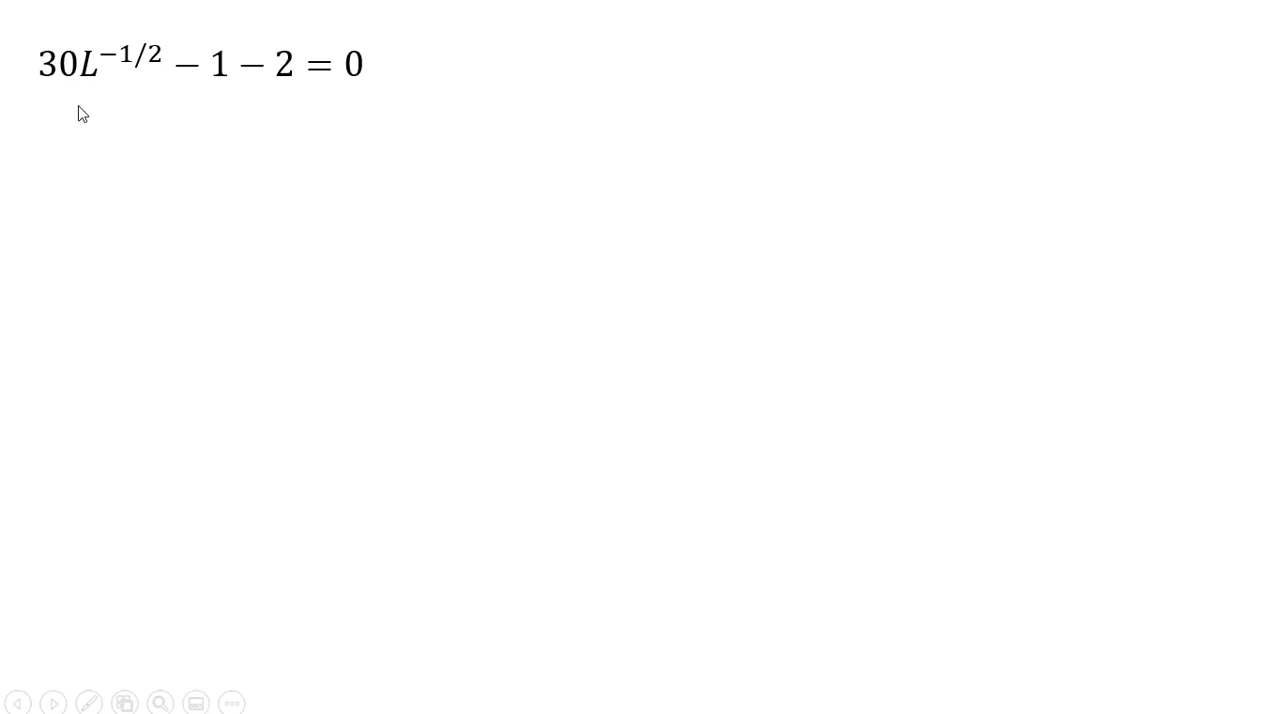 30L^{-1/2} − 1 − 2 = 0